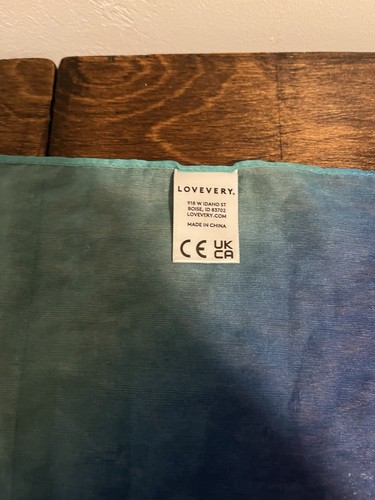 LOVEVERY.
918 W IDAHO ST
BOISE, ID 83702
LOVEVERY.COM
MADE IN CHINA
CE UK
CA